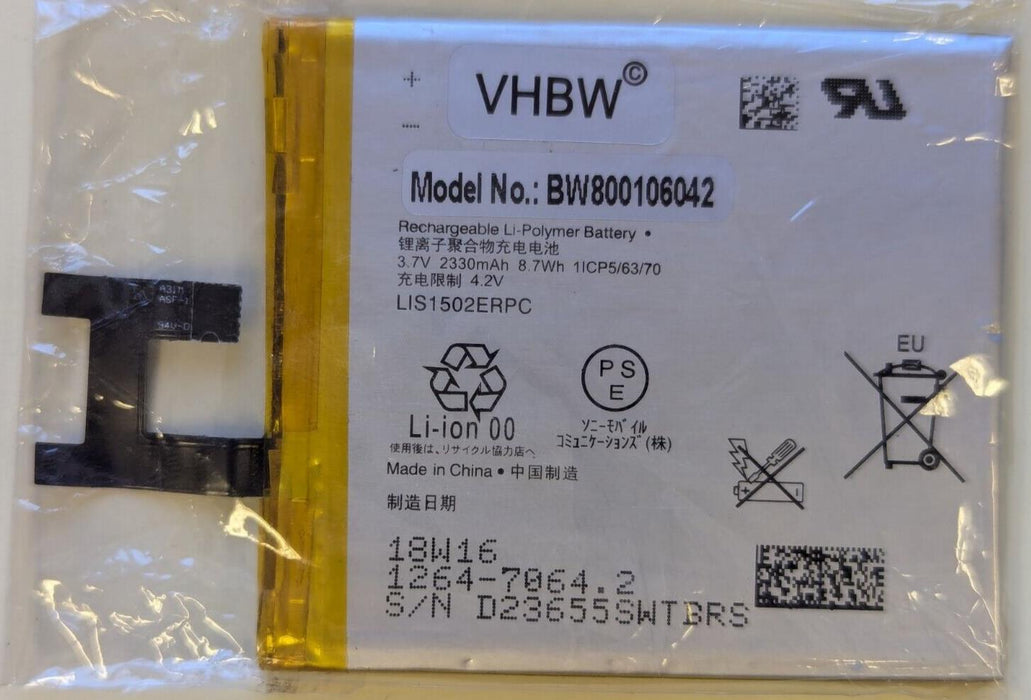 VHBW©
+
-
Model No.: BW800106042
Rechargeable Li-Polymer Battery •
锂离子聚合物充电电池
3.7V 2330mAh 8.7Wh 1ICP5/63/70
充电限制 4.2V
LIS1502ERPC
EU
PS
E
Li-ion 00
使用後は、リサイクル協力店へ
ソニーモバイル
コミュニケーションズ(株)
Made in China • 中国制造
制造日期
18W16
1264-7064.2
S/N D23655SWTBRS
94V-0